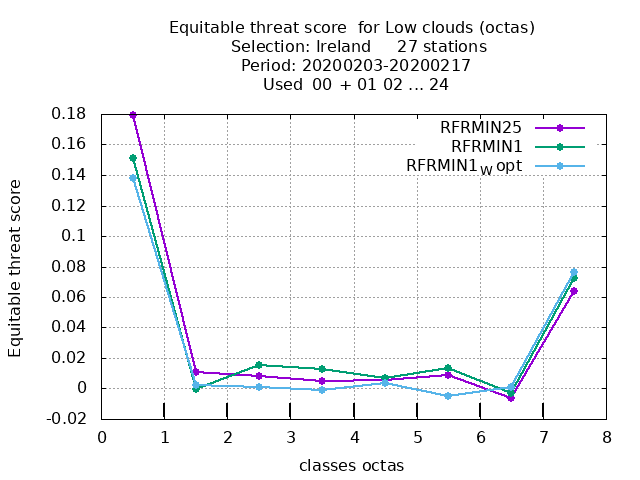 Equitable threat score for Low clouds (octas)
Selection: Ireland 27 stations
Period: 20200203-20200217
Used 00 + 01 02 ... 24
RFRMIN25
RFRMIN1
RFRMIN1W opt
Equitable threat score
0.18
0.16
0.14
0.12
0.1
0.08
0.06
0.04
0.02
0
-0.02
0 1 2 3 4 5 6 7 8
classes octas